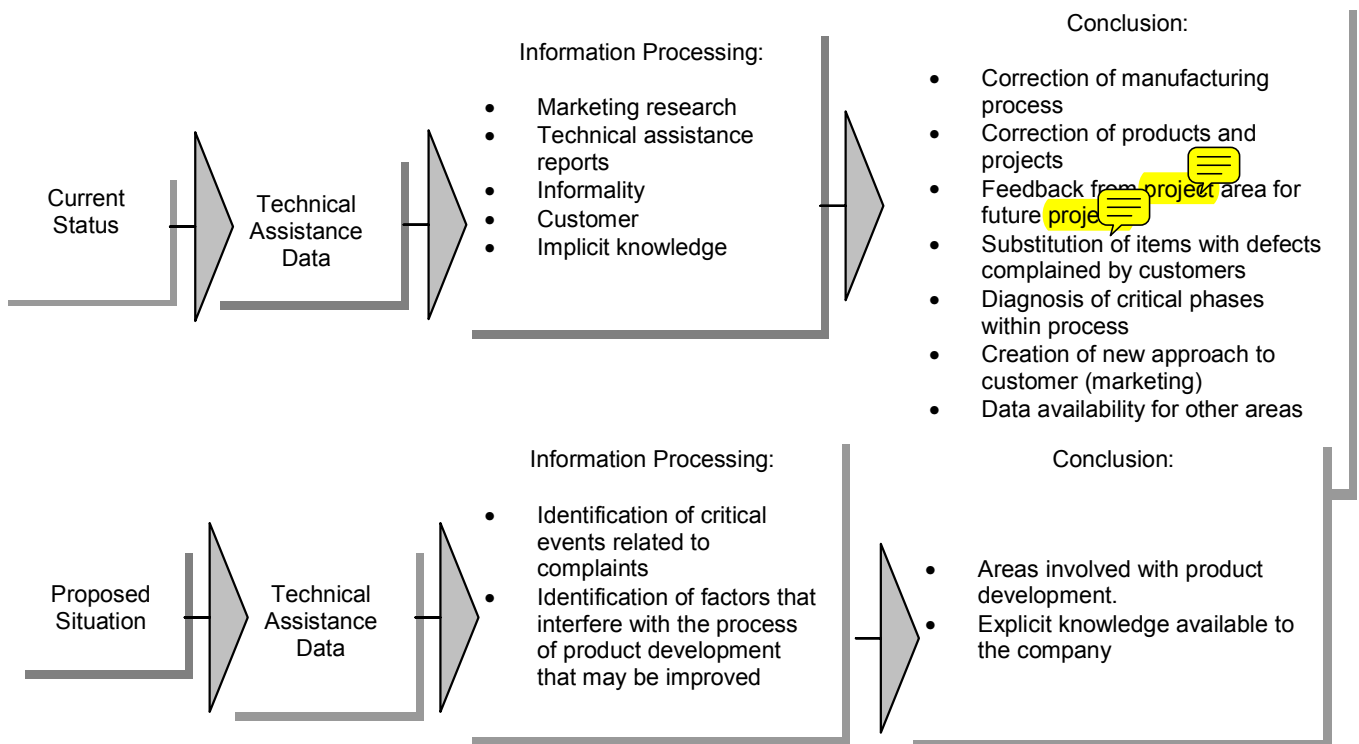 Current
Status
Technical
Assistance
Data
Information Processing:
• Marketing research
• Technical assistance
reports
• Informality
• Customer
• Implicit knowledge
Conclusion:
• Correction of manufacturing
process
• Correction of products and
projects
• Feedback from project area for
future
• Substitution of items with defects
complained by customers
• Diagnosis of critical phases
within process
• Creation of new approach to
customer (marketing)
• Data availability for other areas
Proposed
Situation
Technical
Assistance
Data
Information Processing:
• Identification of critical
events related to
complaints
• Identification of factors that
interfere with the process
of product development
that may be improved
Conclusion:
• Areas involved with product
development.
• Explicit knowledge available to
the company